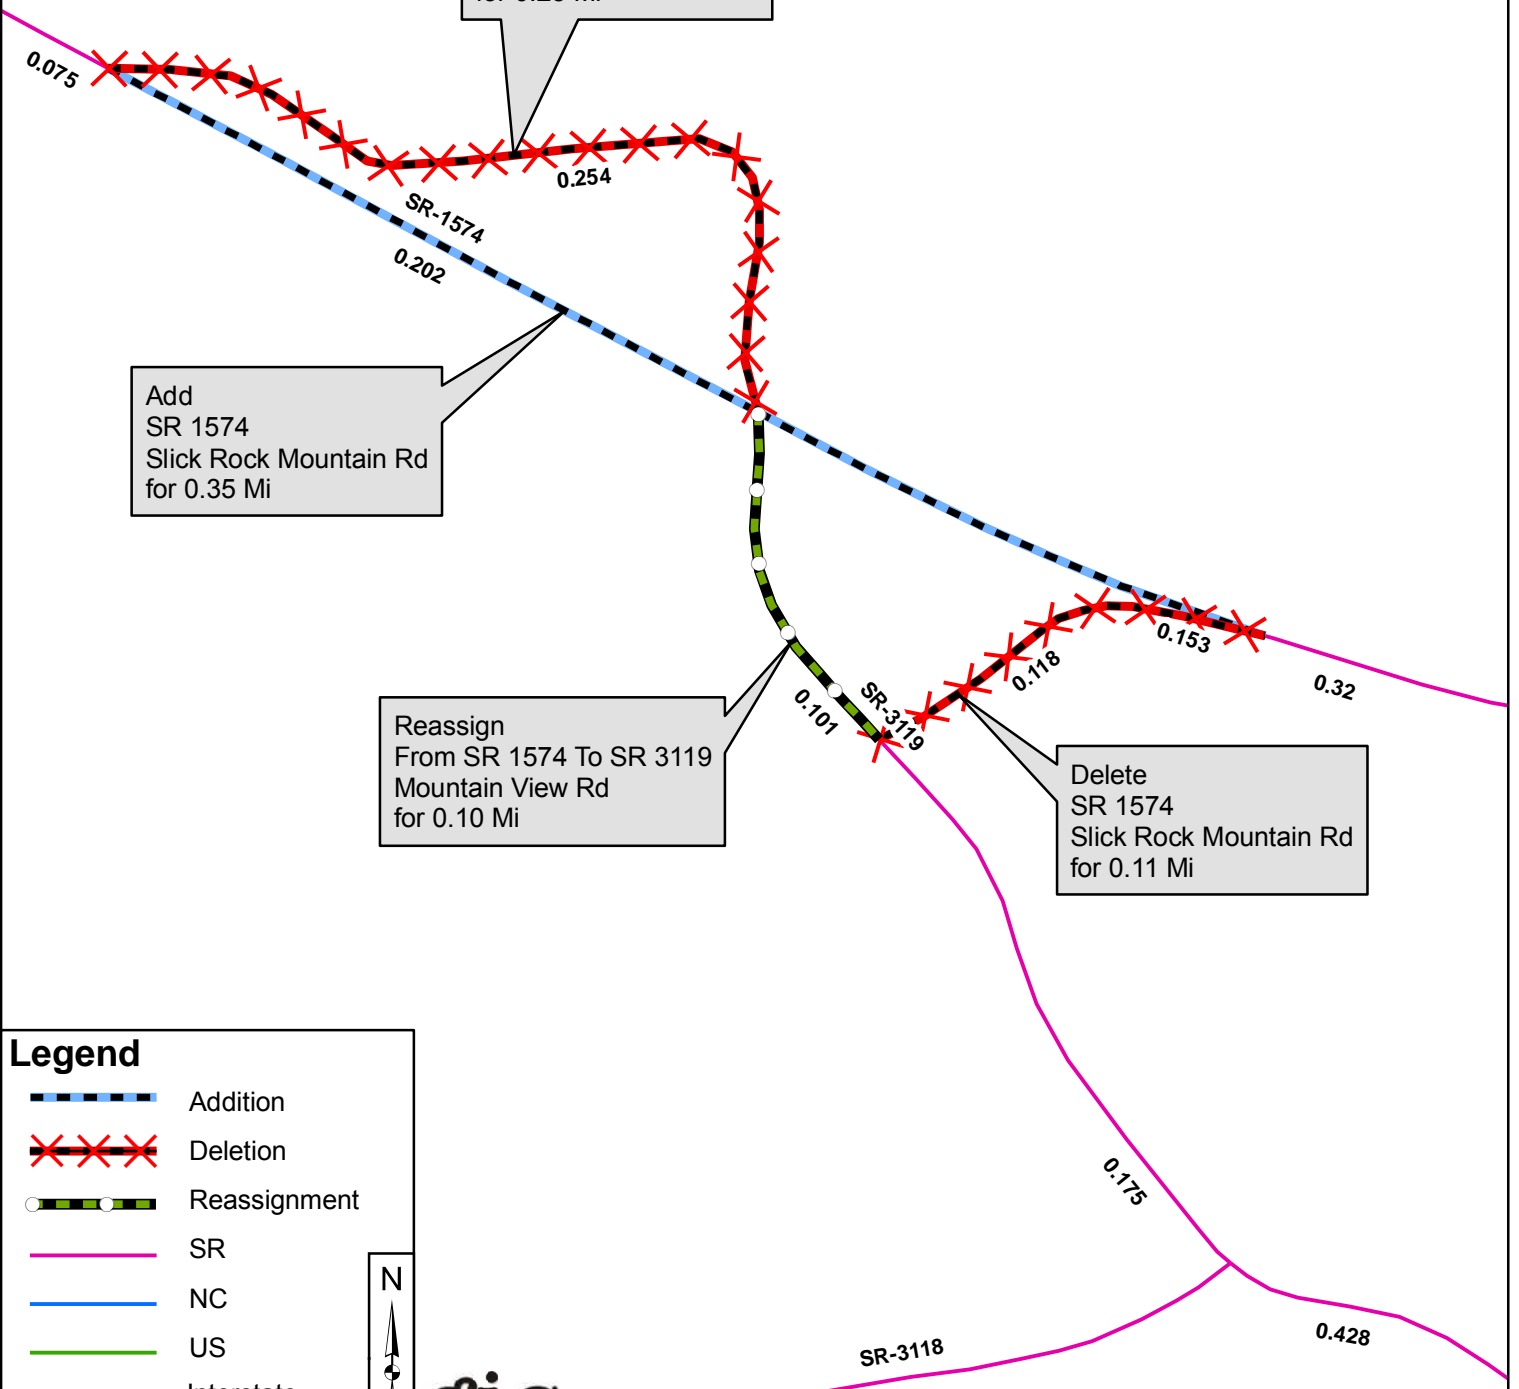 0.075
0.254
SR-1574
0.202
Add
SR 1574
Slick Rock Mountain Rd
for 0.35 Mi
0.153
0.118
0.32
SR-3119
0.101
Reassign
From SR 1574 To SR 3119
Mountain View Rd
for 0.10 Mi
Delete
SR 1574
Slick Rock Mountain Rd
for 0.11 Mi
0.175
0.428
SR-3118
Legend
Addition
Deletion
Reassignment
SR
NC
US
N